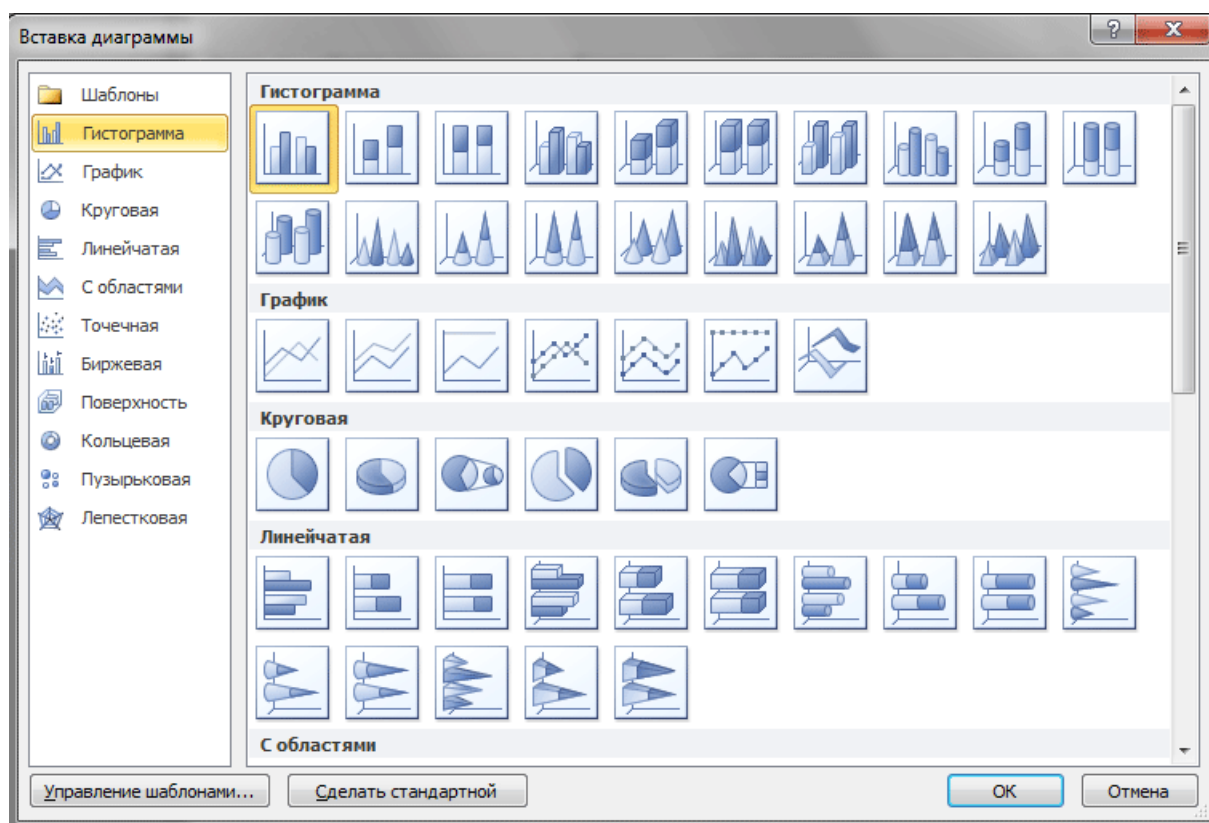 Вставка диаграммы
Шаблоны
Гистограмма
График
Круговая
Линейчатая
С областями
Точечная
Биржевая
Поверхность
Кольцевая
Пузырьковая
Лепестковая
Гистограмма
График
Круговая
Линейчатая
С областями
Управление шаблонами...
Сделать стандартной
ОК
Отмена